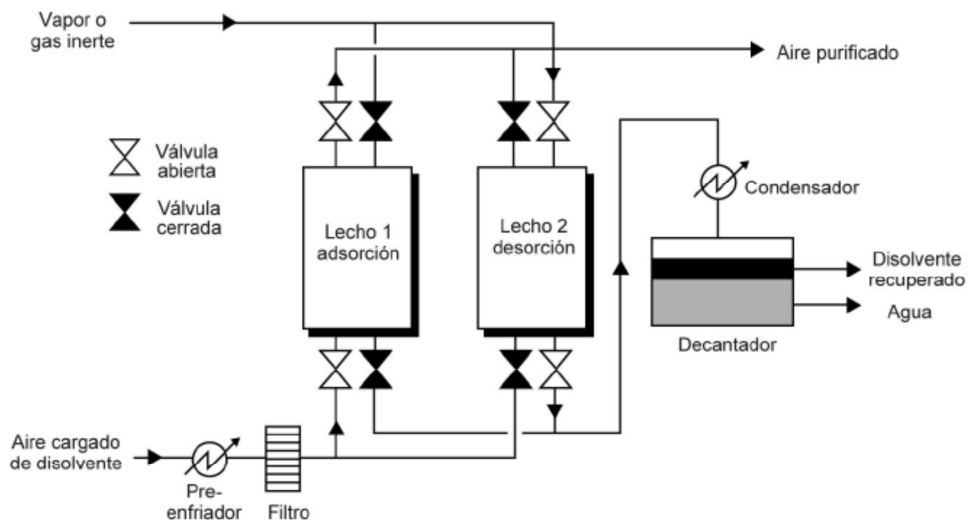 Vapor o
gas inerte
Aire purificado
Válvula
abierta
Válvula
cerrada
Lecho 1
adsorción
Lecho 2
desorción
Condensador
Disolvente
recuperado
Agua
Decantador
Aire cargado
de disolvente
Pre-
enfriador
Filtro